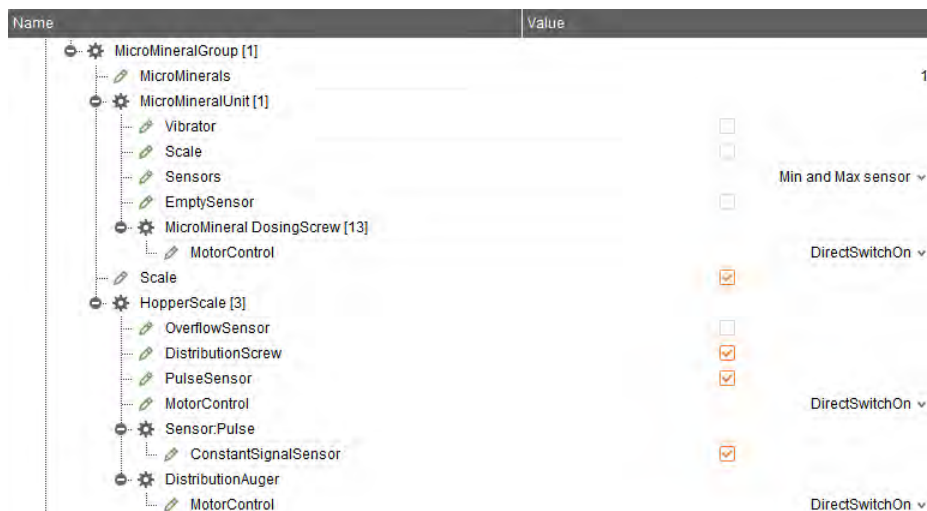 Name Value
MicroMineralGroup [1]
MicroMinerals 1
MicroMineralUnit [1]
Vibrator
Scale
Sensors Min and Max sensor
EmptySensor
MicroMineral DosingScrew [13]
MotorControl DirectSwitchOn
Scale
HopperScale [3]
OverflowSensor
DistributionScrew
PulseSensor
MotorControl DirectSwitchOn
Sensor:Pulse
ConstantSignalSensor
DistributionAuger
MotorControl DirectSwitchOn